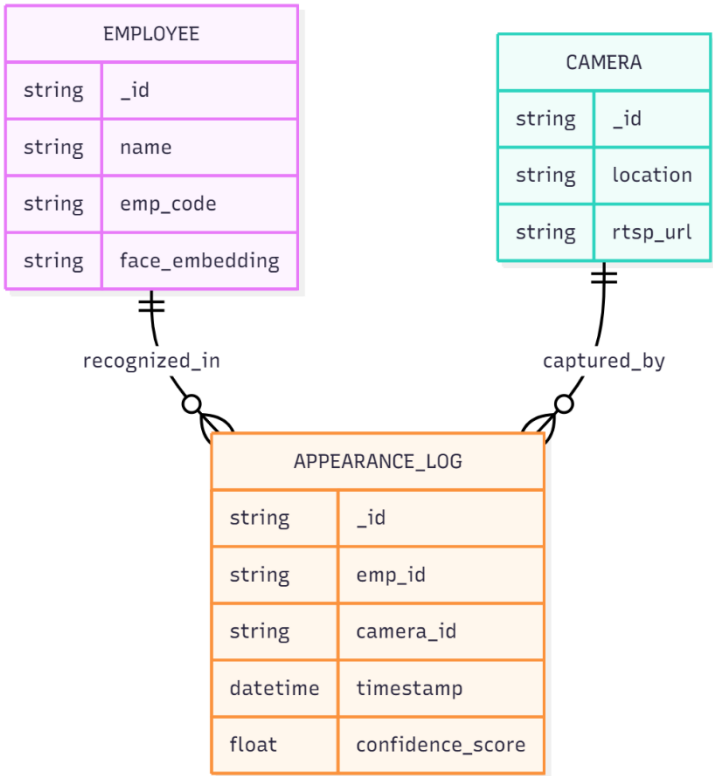 EMPLOYEE
string _id
string name
string emp_code
string face_embedding
CAMERA
string _id
string location
string rtsp_url
recognized_in
captured_by
APPEARANCE_LOG
string _id
string emp_id
string camera_id
datetime timestamp
float confidence_score